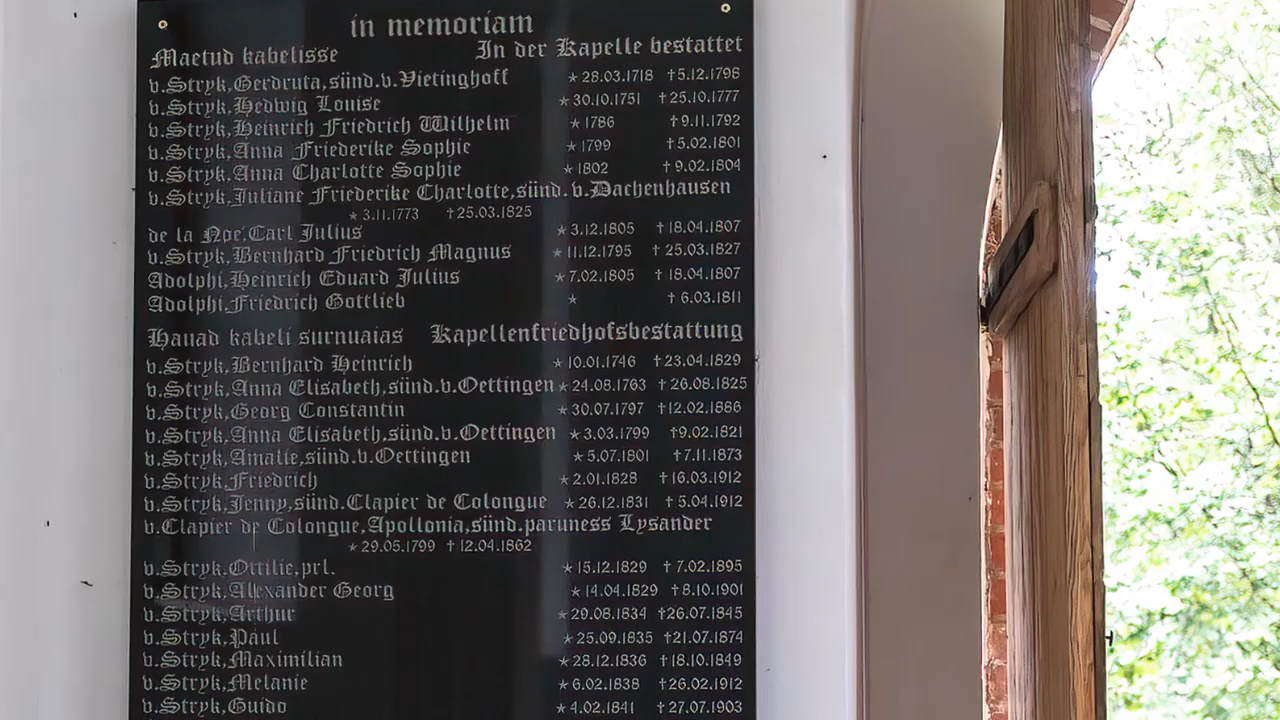 in memoriam
Maetud kabelisse In der Kapelle bestattet
v.Stryk,Gerdruta,sünd.v.Vietinghoff ★28.03.1718 †5.12.1796
v.Stryk,Hedwig Louise ★30.10.1751 †25.10.1777
v.Stryk,Heinrich Friedrich Wilhelm ★1786 †9.11.1792
v.Stryk,Anna Friederike Sophie ★1799 †5.02.1801
v.Stryk,Anna Charlotte Sophie ★1802 †9.02.1804
v.Stryk,Juliane Friederike Charlotte,sünd.v.Dachenhausen
★3.11.1773 †25.03.1825
de la Noe,Carl Julius ★3.12.1805 †18.04.1807
v.Stryk,Bernhard Friedrich Magnus ★11.12.1795 †25.03.1827
Adolphi,Heinrich Eduard Julius ★7.02.1805 †18.04.1807
Adolphi,Friedrich Gottlieb ★ †6.03.1811
Hauad kabeli surnuaias Kapellenfriedhofsbestattung
v.Stryk,Bernhard Heinrich ★10.01.1746 †23.04.1829
v.Stryk,Anna Elisabeth,sünd.v.Oettingen ★24.08.1763 †26.08.1825
v.Stryk,Georg Constantin ★30.07.1797 †12.02.1886
v.Stryk,Anna Elisabeth,sünd.v.Oettingen ★3.03.1799 †9.02.1821
v.Stryk,Amalie,sünd.v.Oettingen ★5.07.1801 †7.11.1873
v.Stryk,Friedrich ★2.01.1828 †16.03.1912
v.Stryk,Jenny,sünd.Clapier de Colongue ★26.12.1831 †5.04.1912
v.Clapier de Colongue,Apollonia,sünd.paruness Lysander
★29.05.1799 †12.04.1862
v.Stryk.Ottilie,prl. ★15.12.1829 †7.02.1895
v.Stryk,Alexander Georg ★14.04.1829 †8.10.1901
v.Stryk,Arthur ★29.08.1834 †26.07.1845
v.Stryk,Paul ★25.09.1835 †21.07.1874
v.Stryk,Maximilian ★28.12.1836 †18.10.1849
v.Stryk,Melanie ★6.02.1838 †26.02.1912
v.Stryk,Guido ★4.02.1841 †27.07.1903